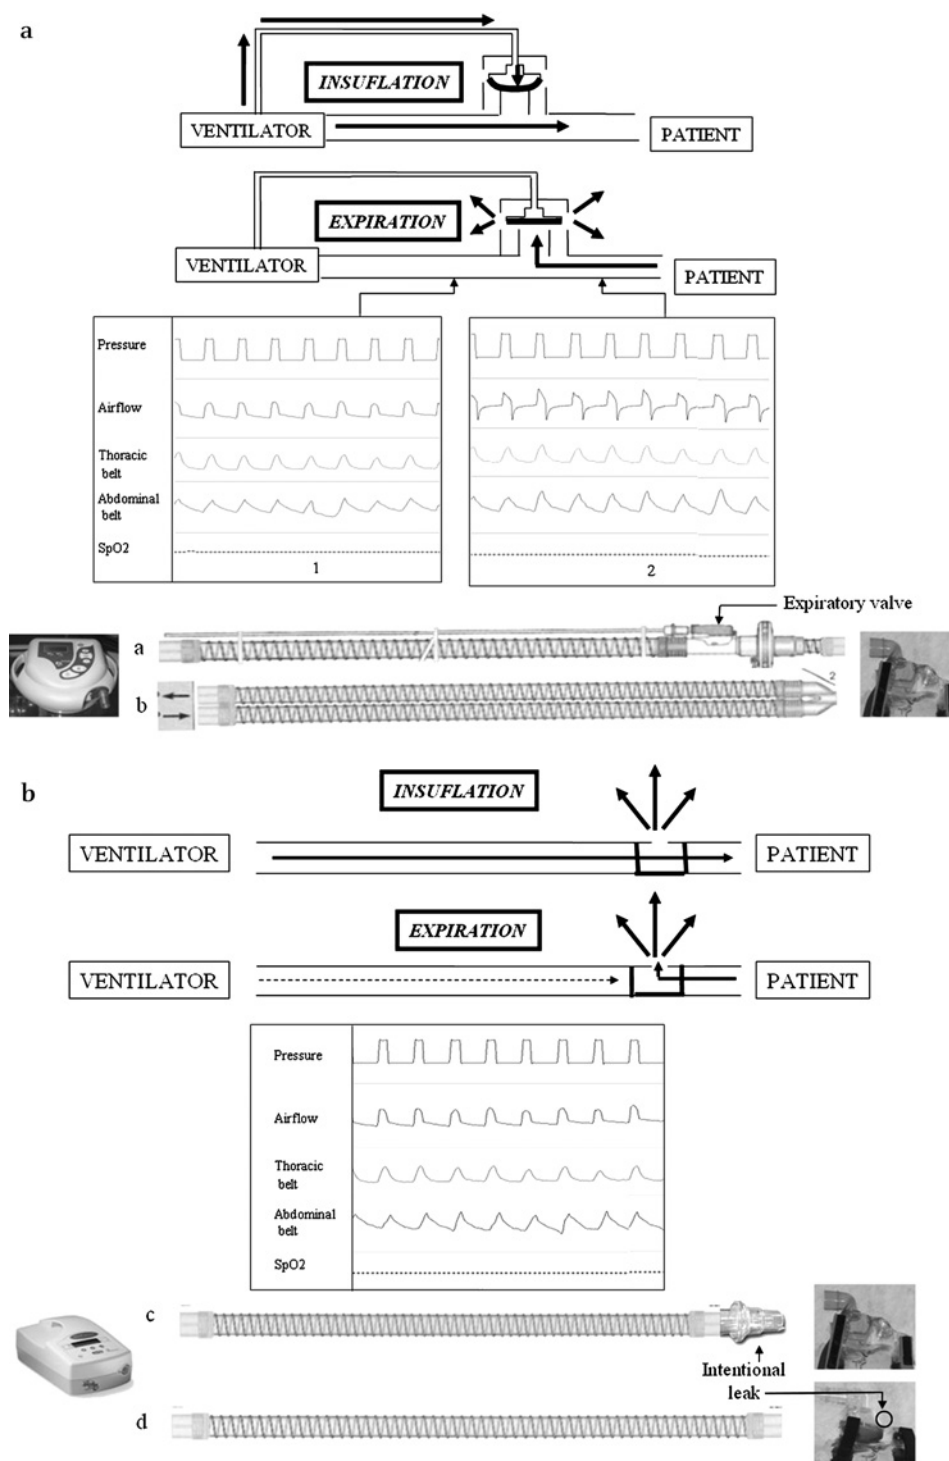 a
INSUFLATION
VENTILATOR
PATIENT
EXPIRATION
VENTILATOR
PATIENT
Pressure
Airflow
Thoracic
belt
Abdominal
belt
SpO2
1
2
Expiratory valve
a
2
b
b
INSUFLATION
VENTILATOR
PATIENT
EXPIRATION
VENTILATOR
PATIENT
Pressure
Airflow
Thoracic
belt
Abdominal
belt
SpO2
c
Intentional
leak
d